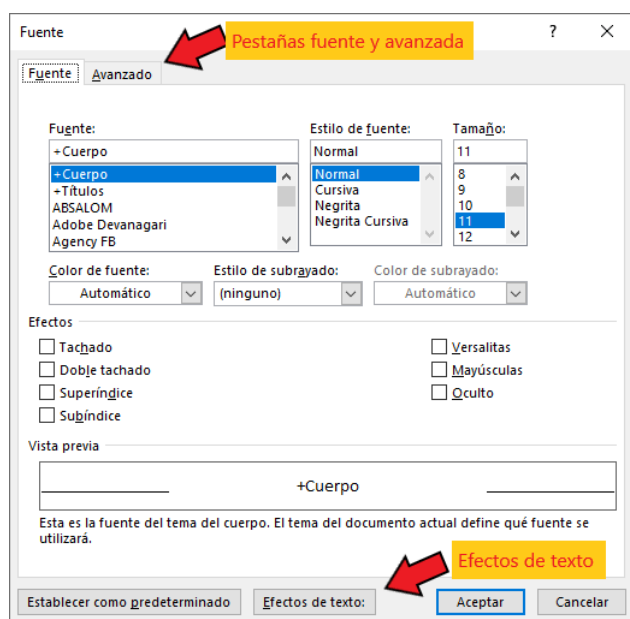 Fuente ? ×
Pestañas fuente y avanzada
Fuente Avanzado
Fuente: Estilo de fuente: Tamaño:
+Cuerpo Normal 11
+Cuerpo Normal 8
+Títulos Cursiva 9
ABSALOM Negrita 10
Adobe Devanagari Negrita Cursiva 11
Agency FB 12
Color de fuente: Estilo de subrayado: Color de subrayado:
Automático (ninguno) Automático
Efectos
Tachado Versalitas
Doble tachado Mayúsculas
Superíndice Oculto
Subíndice
Vista previa
+Cuerpo
Esta es la fuente del tema del cuerpo. El tema del documento actual define qué fuente se
utilizará.
Efectos de texto
Establecer como predeterminado Efectos de texto: Aceptar Cancelar